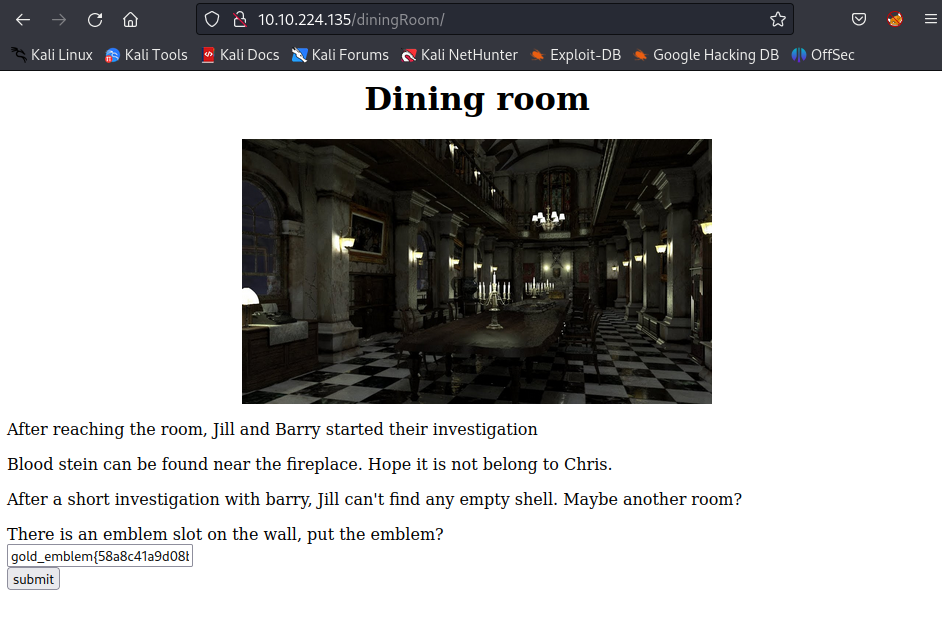 10.10.224.135/diningRoom/
Kali Linux Kali Tools Kali Docs Kali Forums Kali NetHunter Exploit-DB Google Hacking DB OffSec
Dining room
After reaching the room, Jill and Barry started their investigation
Blood stein can be found near the fireplace. Hope it is not belong to Chris.
After a short investigation with barry, Jill can't find any empty shell. Maybe another room?
There is an emblem slot on the wall, put the emblem?
gold_emblem{58a8c41a9d08b
submit